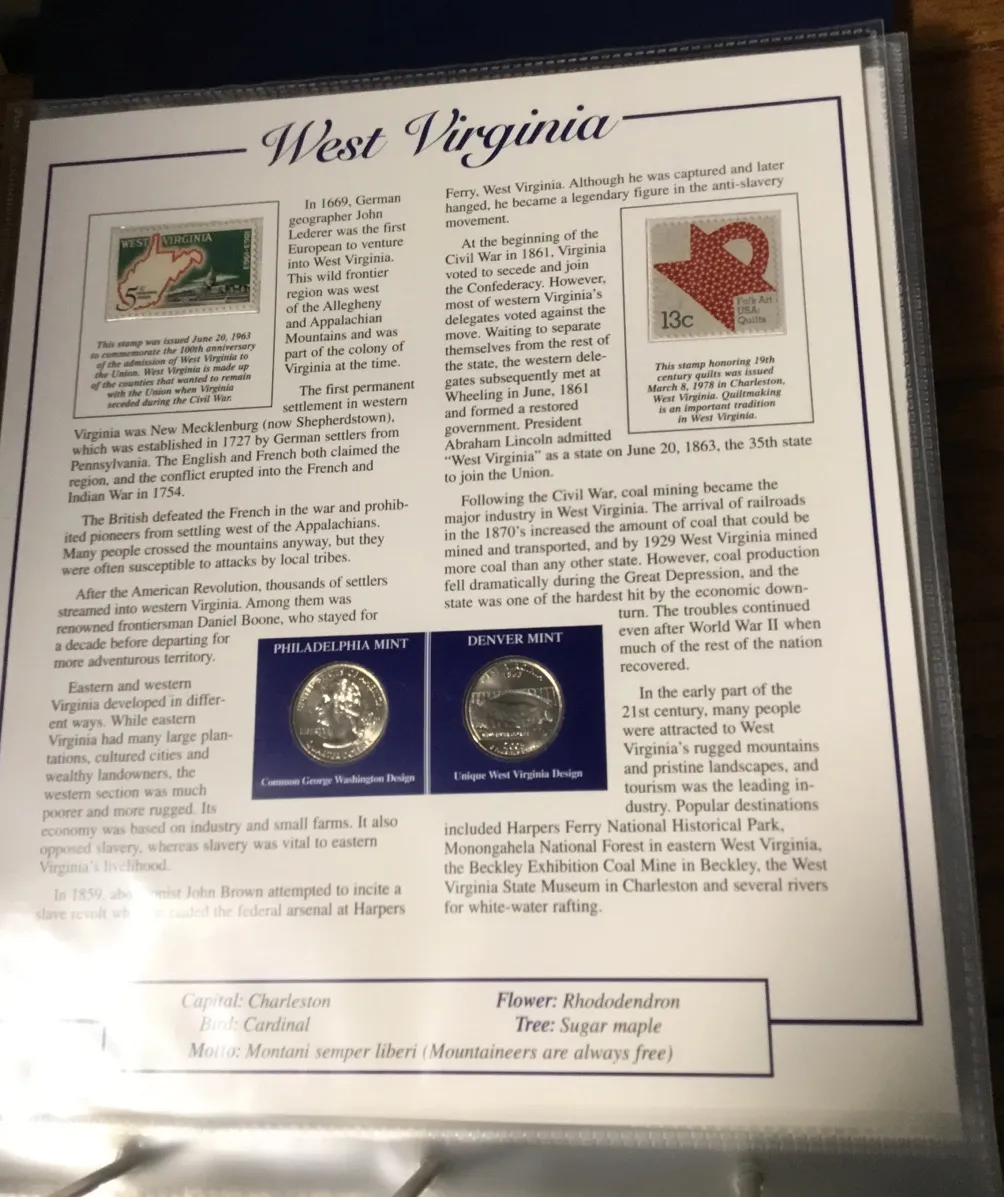 West Virginia
WEST VIRGINIA
1863-1963
5¢
This stamp was issued June 20, 1963
to commemorate the 100th anniversary
of the admission of West Virginia to
the Union. West Virginia is made up
of the counties that wanted to remain
with the Union when Virginia
seceded during the Civil War.
In 1669, German
geographer John
Lederer was the first
European to venture
into West Virginia.
This wild frontier
region was west
of the Allegheny
and Appalachian
Mountains and was
part of the colony of
Virginia at the time.
The first permanent
settlement in western
Virginia was New Mecklenburg (now Shepherdstown),
which was established in 1727 by German settlers from
Pennsylvania. The English and French both claimed the
region, and the conflict erupted into the French and
Indian War in 1754.
The British defeated the French in the war and prohib-
ited pioneers from settling west of the Appalachians.
Many people crossed the mountains anyway, but they
were often susceptible to attacks by local tribes.
After the American Revolution, thousands of settlers
streamed into western Virginia. Among them was
renowned frontiersman Daniel Boone, who stayed for
a decade before departing for
more adventurous territory.
Eastern and western
Virginia developed in differ-
ent ways. While eastern
Virginia had many large plan-
tations, cultured cities and
wealthy landowners, the
western section was much
poorer and more rugged. Its
economy was based on industry and small farms. It also
opposed slavery, whereas slavery was vital to eastern
Virginia's livelihood.
In 1859, John Brown attempted to incite a
slave revolt the federal arsenal at Harpers
Ferry, West Virginia. Although he was captured and later
hanged, he became a legendary figure in the anti-slavery
movement.
At the beginning of the
Civil War in 1861, Virginia
voted to secede and join
the Confederacy. However,
most of western Virginia's
delegates voted against the
move. Waiting to separate
themselves from the rest of
the state, the western dele-
gates subsequently met at
Wheeling in June, 1861
and formed a restored
government. President
Abraham Lincoln admitted
"West Virginia" as a state on June 20, 1863, the 35th state
to join the Union.
13c
Folk Art
USA:
Quilts
This stamp honoring 19th
century quilts was issued
March 8, 1978 in Charleston,
West Virginia. Quiltmaking
is an important tradition
in West Virginia.
Following the Civil War, coal mining became the
major industry in West Virginia. The arrival of railroads
in the 1870's increased the amount of coal that could be
mined and transported, and by 1929 West Virginia mined
more coal than any other state. However, coal production
fell dramatically during the Great Depression, and the
state was one of the hardest hit by the economic down-
turn. The troubles continued
even after World War II when
much of the rest of the nation
recovered.
In the early part of the
21st century, many people
were attracted to West
Virginia's rugged mountains
and pristine landscapes, and
tourism was the leading in-
dustry. Popular destinations
included Harpers Ferry National Historical Park,
Monongahela National Forest in eastern West Virginia,
the Beckley Exhibition Coal Mine in Beckley, the West
Virginia State Museum in Charleston and several rivers
for white-water rafting.
PHILADELPHIA MINT
Common George Washington Design
DENVER MINT
Unique West Virginia Design
Capital: Charleston
Bird: Cardinal
Flower: Rhododendron
Tree: Sugar maple
Motto: Montani semper liberi (Mountaineers are always free)